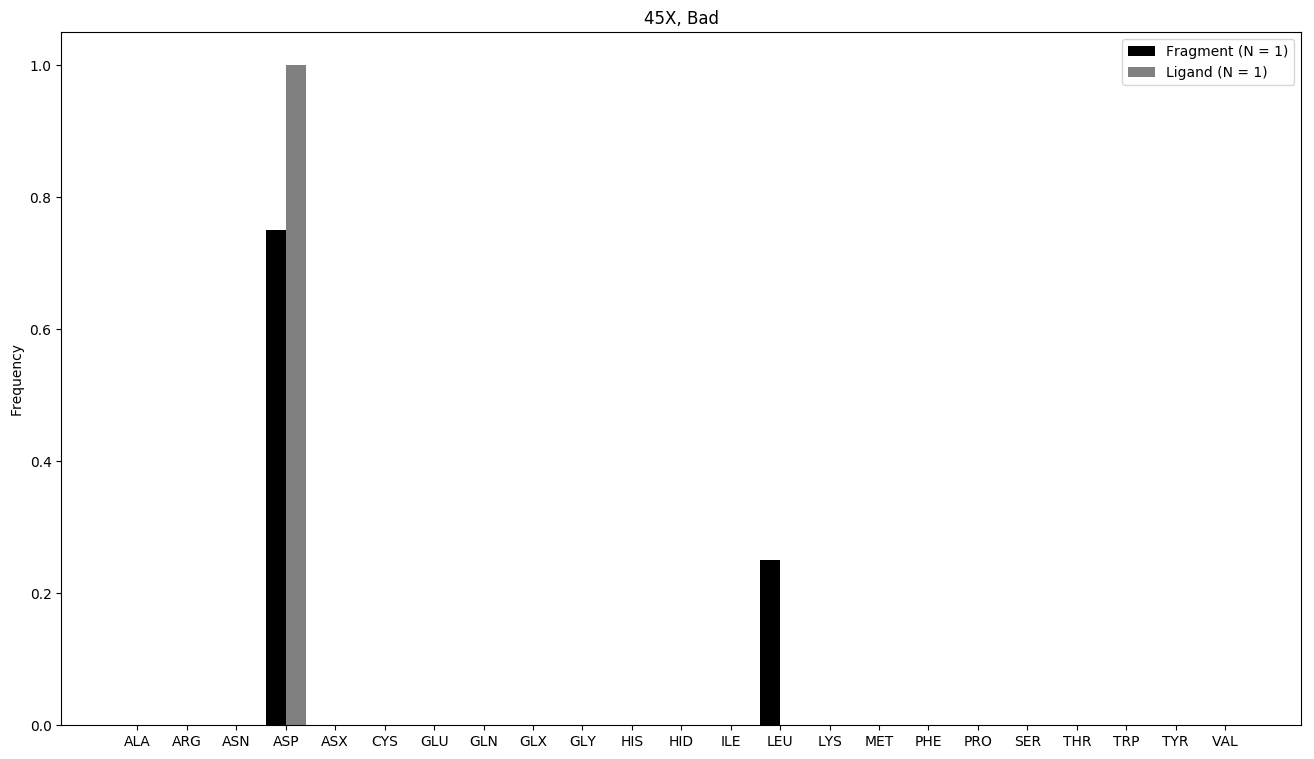 45X, Bad
Fragment (N = 1)
Ligand (N = 1)
Frequency
1.0
0.8
0.6
0.4
0.2
0.0
ALA ARG ASN ASP ASX CYS GLU GLN GLX GLY HIS HID ILE LEU LYS MET PHE PRO SER THR TRP TYR VAL